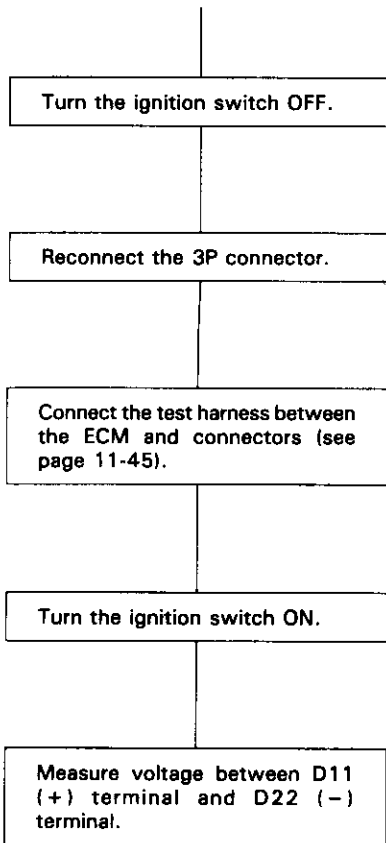 Turn the ignition switch OFF.
Reconnect the 3P connector.
Connect the test harness between
the ECM and connectors (see
page 11-45).
Turn the ignition switch ON.
Measure voltage between D11
(+) terminal and D22 (−)
terminal.